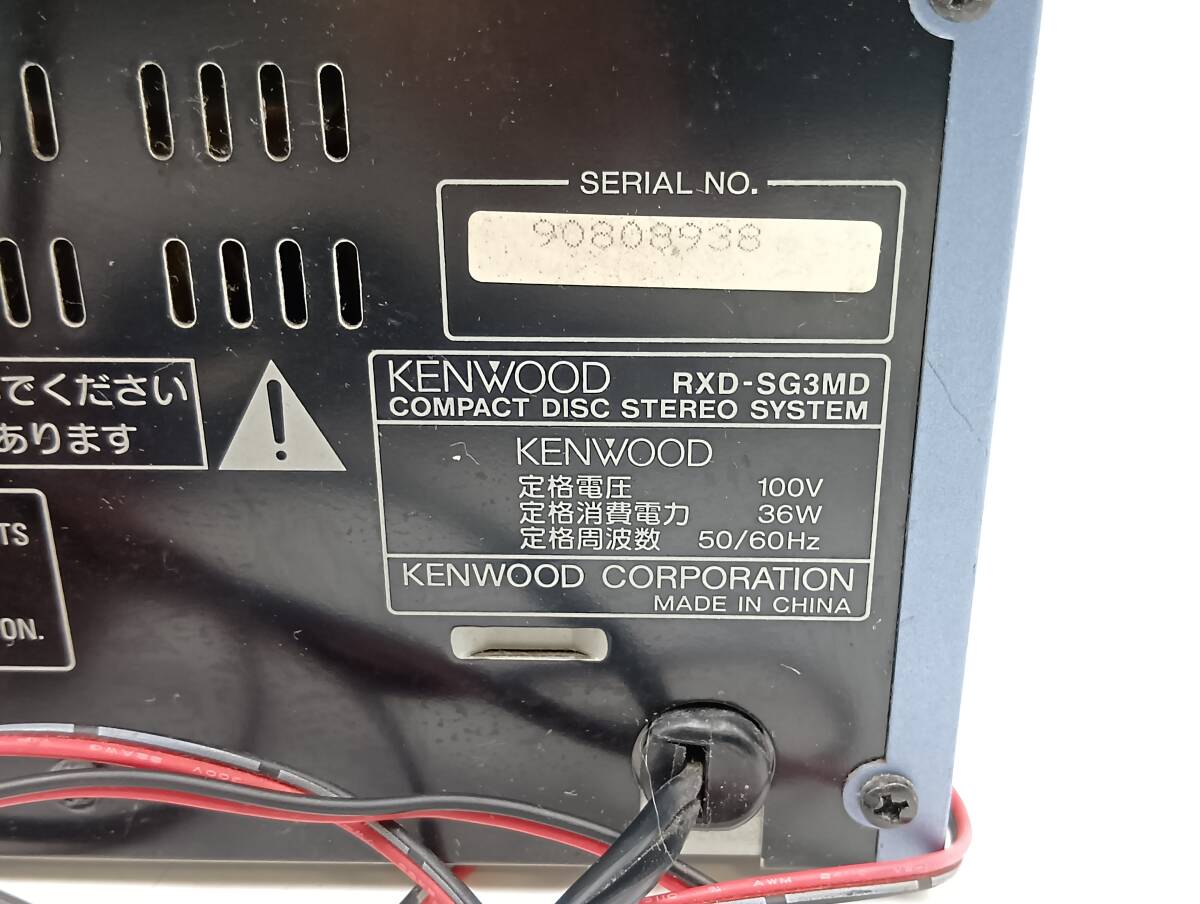 SERIAL NO.
90808938
でください
あります
KENWOOD RXD-SG3MD
COMPACT DISC STEREO SYSTEM
KENWOOD
定格電圧 100V
定格消費電力 36W
定格周波数 50/60Hz
KENWOOD CORPORATION
MADE IN CHINA
TS
ON.
AWM